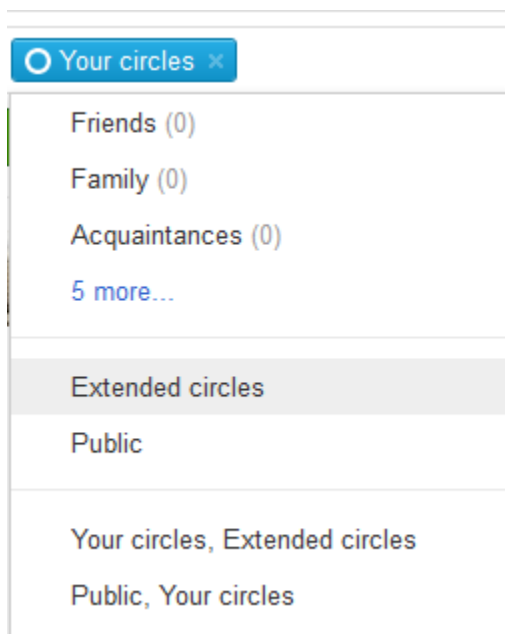 Your circles ×
Friends (0)
Family (0)
Acquaintances (0)
5 more...
Extended circles
Public
Your circles, Extended circles
Public, Your circles